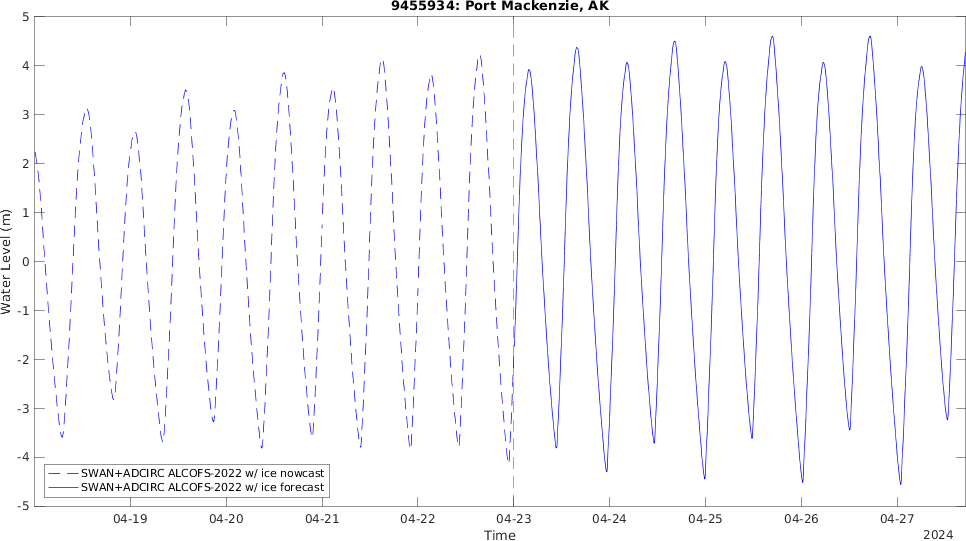 9455934: Port Mackenzie, AK
Water Level (m)
5
4
3
2
1
0
-1
-2
-3
-4
-5
SWAN+ADCIRC ALCOFS-2022 w/ ice nowcast
SWAN+ADCIRC ALCOFS-2022 w/ ice forecast
04-19 04-20 04-21 04-22 04-23 04-24 04-25 04-26 04-27
Time
2024